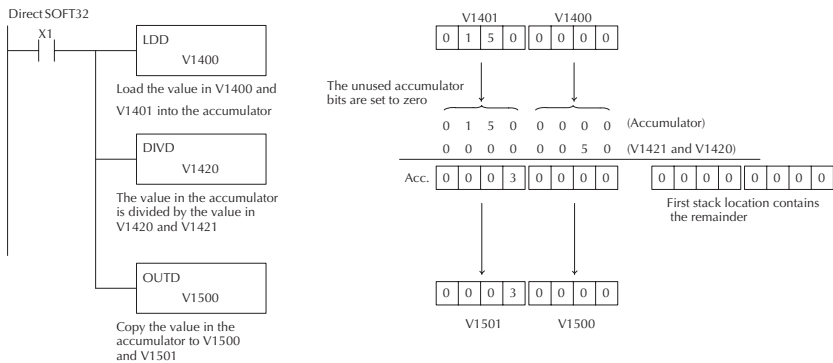 Direct SOFT32
X1
LDD
V1400
Load the value in V1400 and
V1401 into the accumulator
DIVD
V1420
The value in the accumulator
is divided by the value in
V1420 and V1421
OUTD
V1500
Copy the value in the
accumulator to V1500
and V1501
V1401 V1400
0 1 5 0 0 0 0 0
The unused accumulator
bits are set to zero
0 1 5 0 0 0 0 0 (Accumulator)
0 0 0 0 0 0 5 0 (V1421 and V1420)
Acc. 0 0 0 3 0 0 0 0 0 0 0 0 0 0 0 0
First stack location contains
the remainder
0 0 0 3 0 0 0 0
V1501 V1500